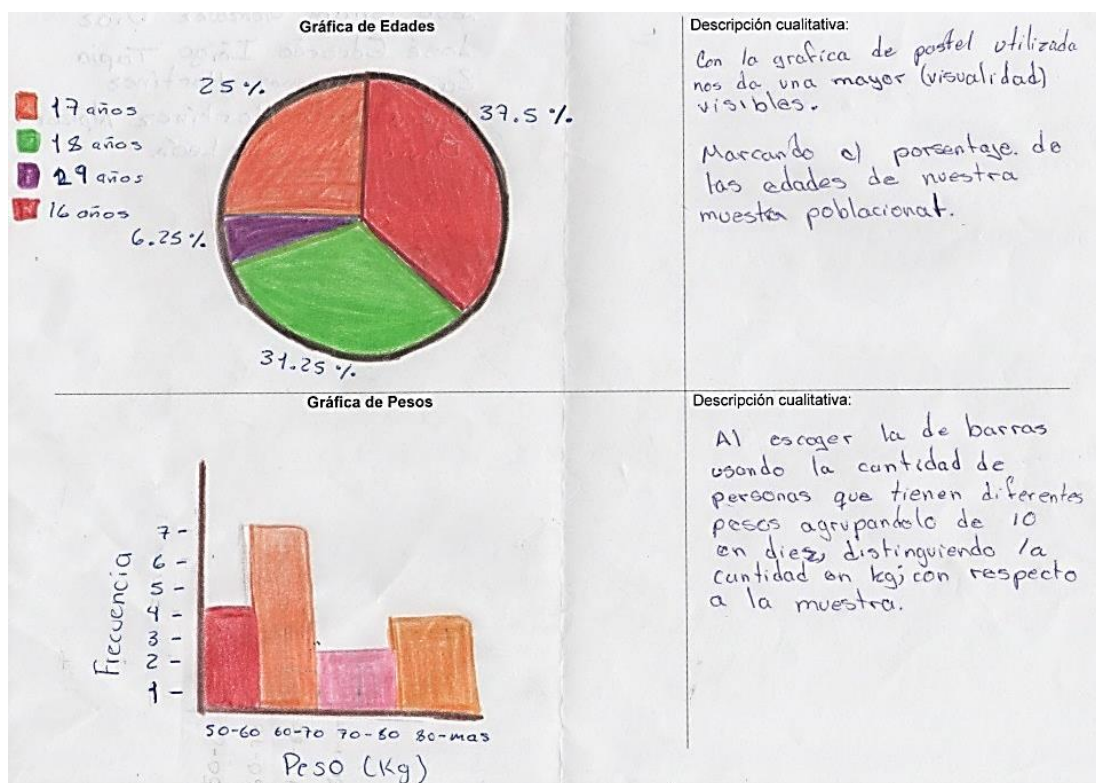 Gráfica de Edades
25 %
37.5 %
17 años
18 años
29 años
16 años
6.25 %
31.25 %
Descripción cualitativa:
Con la grafica de pastel utilizada
nos da una mayor (visualidad)
visibles.
Marcando el porsentaje. de
las edades de nuestra
muestra poblacional.
Gráfica de Pesos
Frecuencia
7 -
6 -
5 -
4 -
3 -
2 -
1 -
50-60 60-70 70-80 80-mas
Peso (Kg)
Descripción cualitativa:
Al escoger la de barras
usando la cantidad de
personas que tienen diferentes
pesos agrupandolo de 10
en diez, distinguiendo la
cantidad en kg; con respecto
a la muestra.